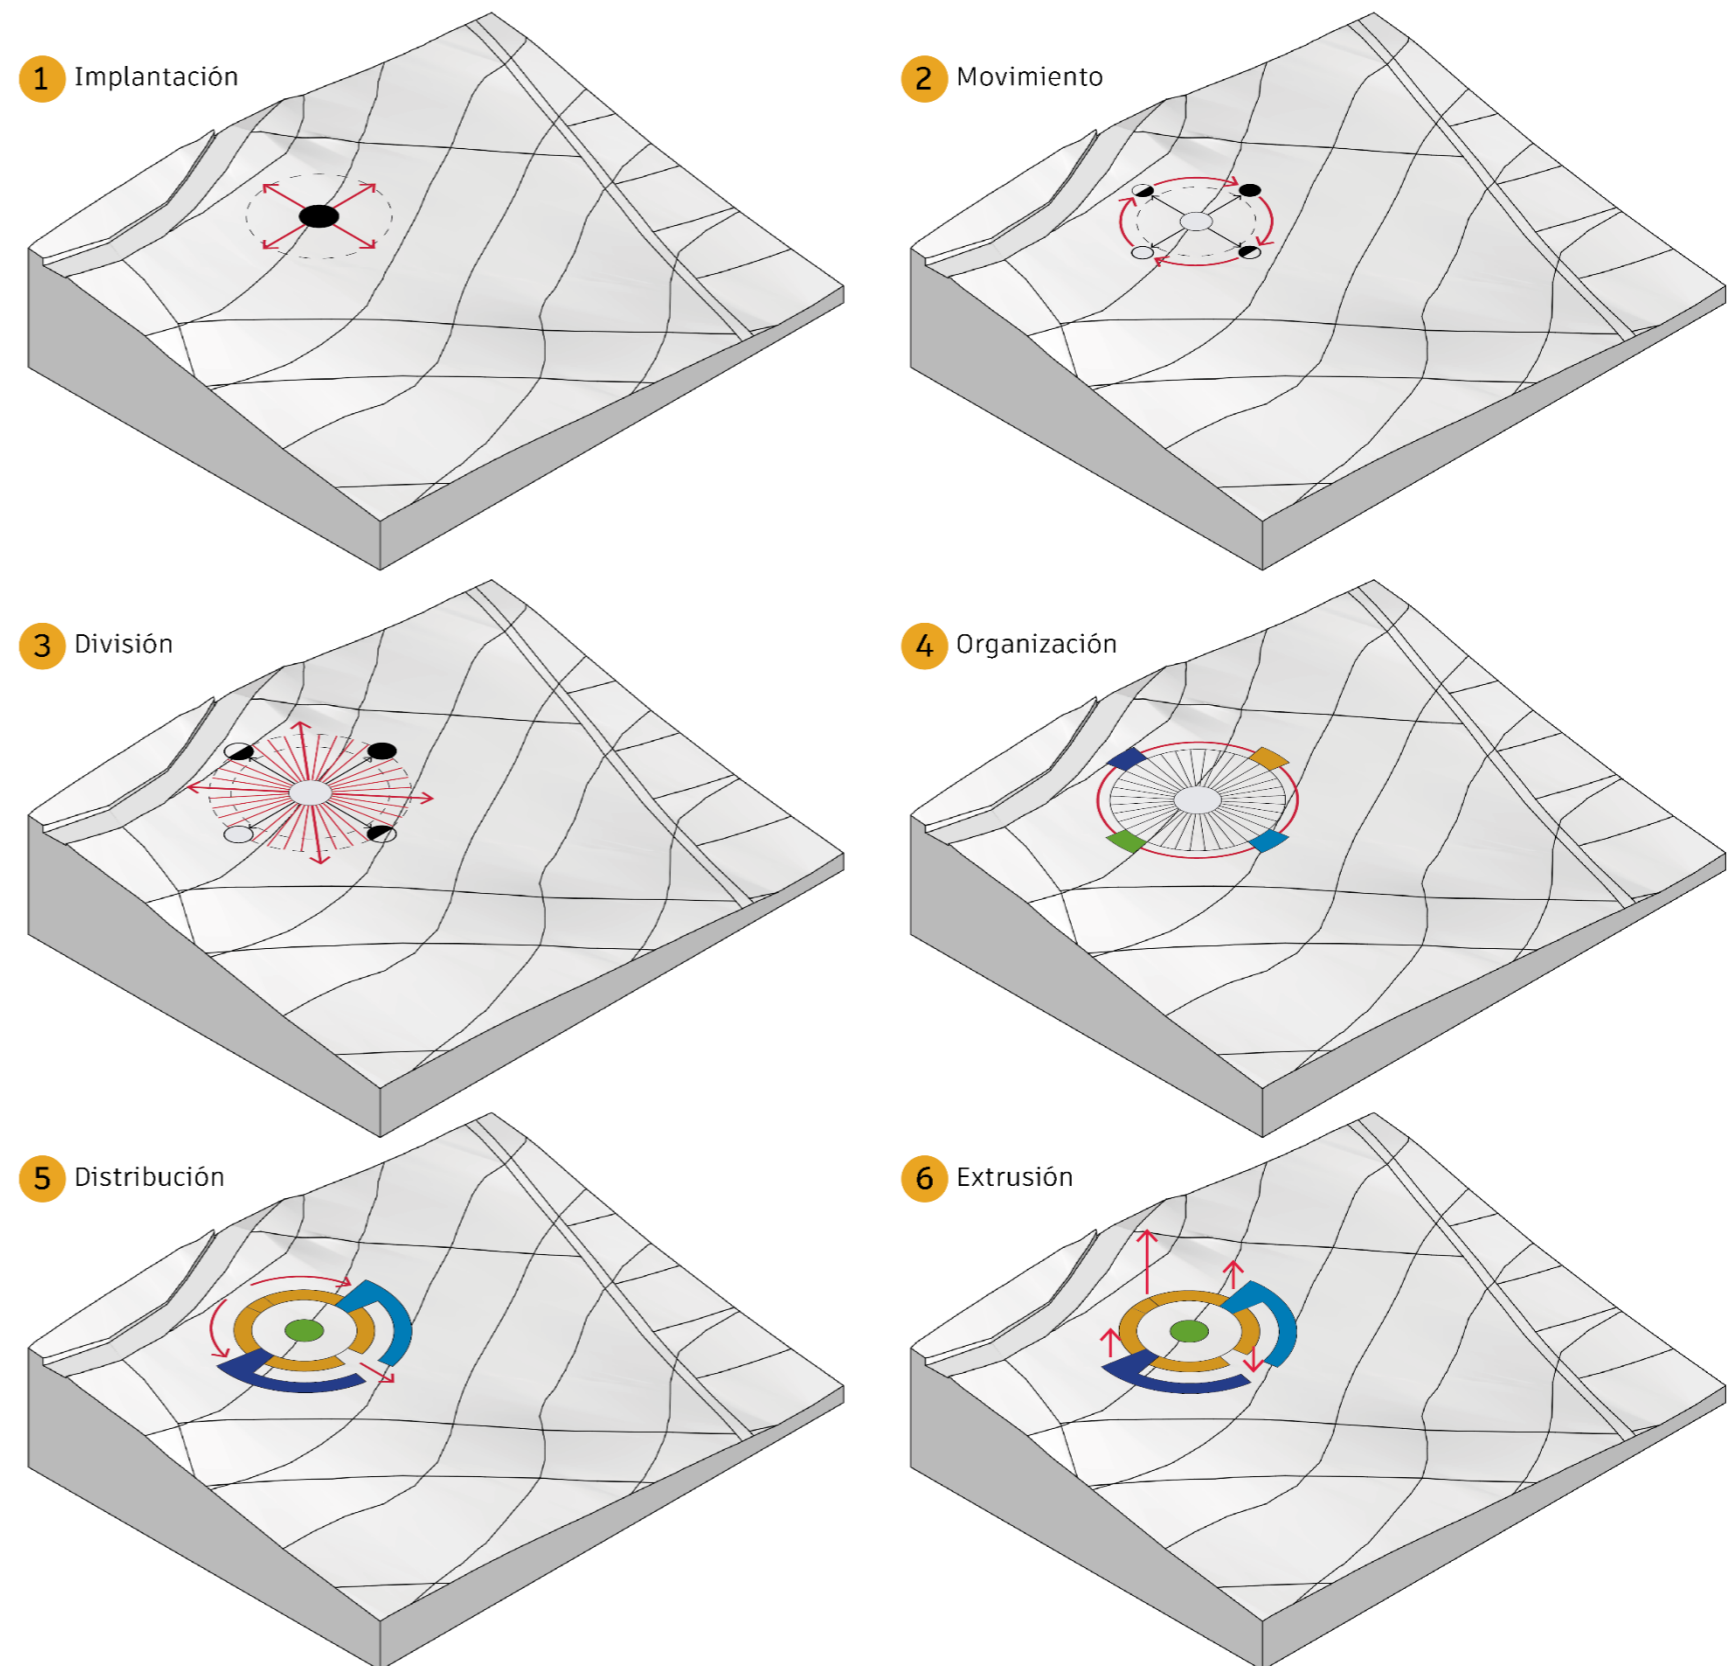 1 Implantación
2 Movimiento
3 División
4 Organización
5 Distribución
6 Extrusión